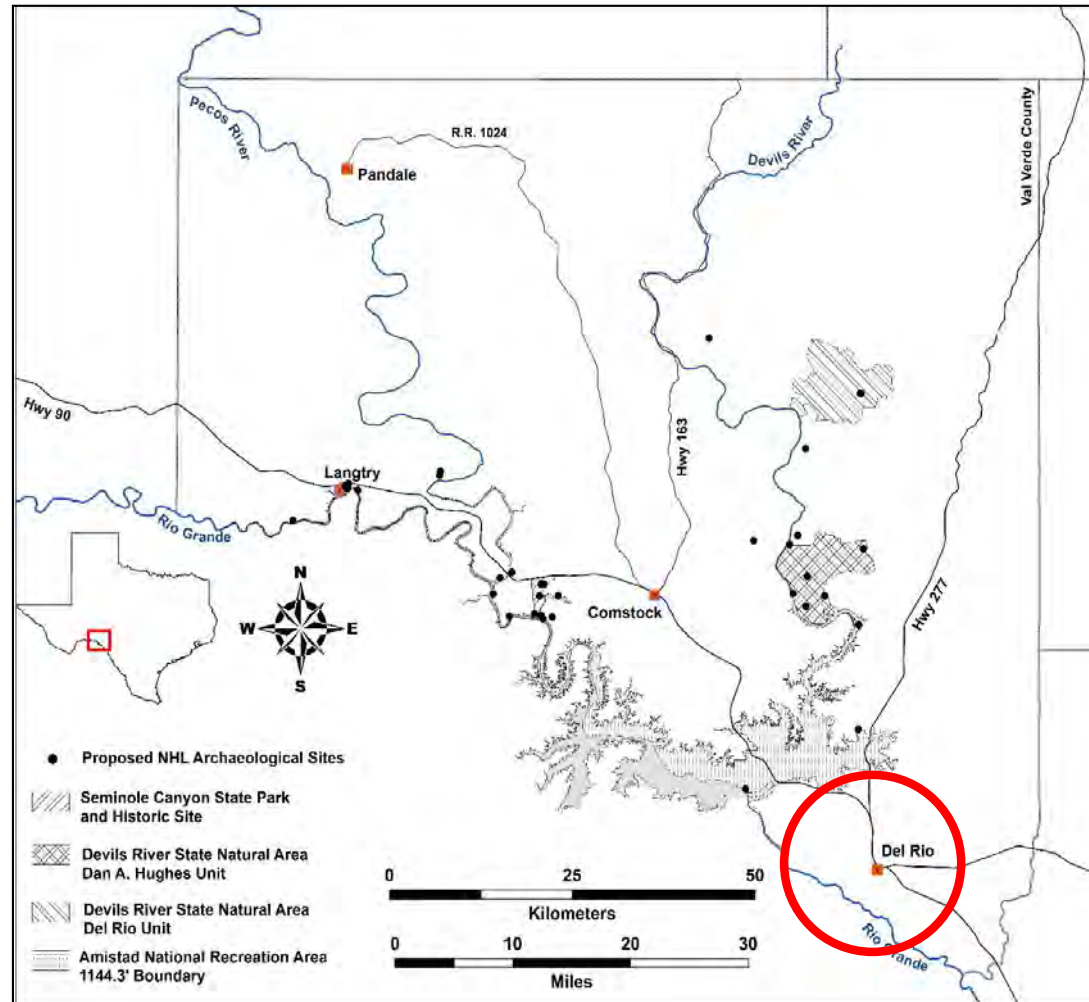 Pecos River
R.R. 1024
Pandale
Devils River
Val Verde County
Hwy 90
Langtry
Rio Grande
Hwy 163
Hwy 277
Comstock
N
W
E
S
Del Rio
Rio Grande
Proposed NHL Archaeological Sites
Seminole Canyon State Park
and Historic Site
Devils River State Natural Area
Dan A. Hughes Unit
Devils River State Natural Area
Del Rio Unit
Amistad National Recreation Area
1144.3' Boundary
0 25 50
Kilometers
0 10 20 30
Miles